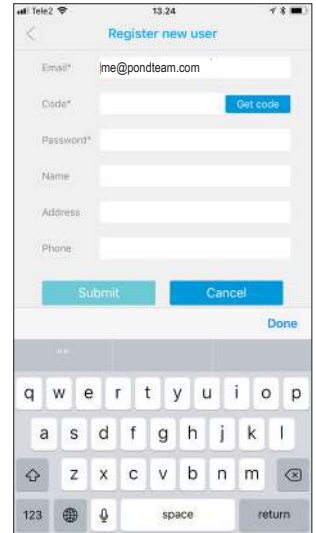 Tele2 13.24
Register new user
Email* me@pondteam.com
Code* Get code
Password*
Name
Address
Phone
Submit Cancel
Done
""
q w e r t y u i o p
a s d f g h j k l
z x c v b n m
123 space return